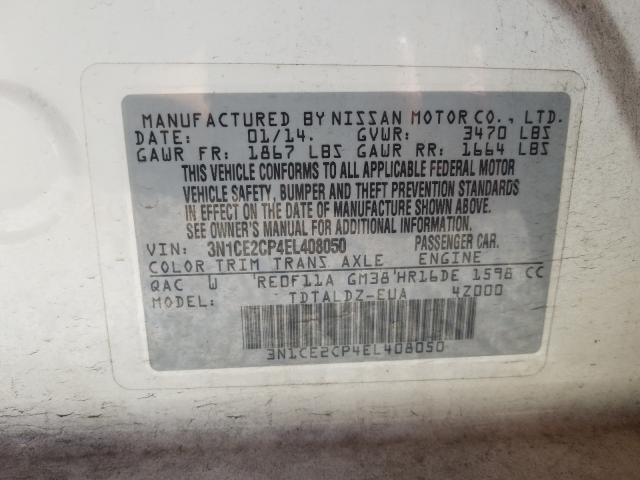 MANUFACTURED BY NISSAN MOTOR CO., LTD.
DATE: 01/14. GVWR: 3470 LBS
GAWR FR: 1867 LBS GAWR RR: 1664 LBS
THIS VEHICLE CONFORMS TO ALL APPLICABLE FEDERAL MOTOR
VEHICLE SAFETY, BUMPER AND THEFT PREVENTION STANDARDS
IN EFFECT ON THE DATE OF MANUFACTURE SHOWN ABOVE.
SEE OWNER'S MANUAL FOR ADDITIONAL INFORMATION.
VIN: 3N1CE2CP4EL408050 PASSENGER CAR.
COLOR TRIM TRANS AXLE ENGINE
QAC W 'RE0F11A GM38'HR16DE 1598 CC
MODEL: TDTALDZ-EUA 4Z000
3N1CE2CP4EL408050